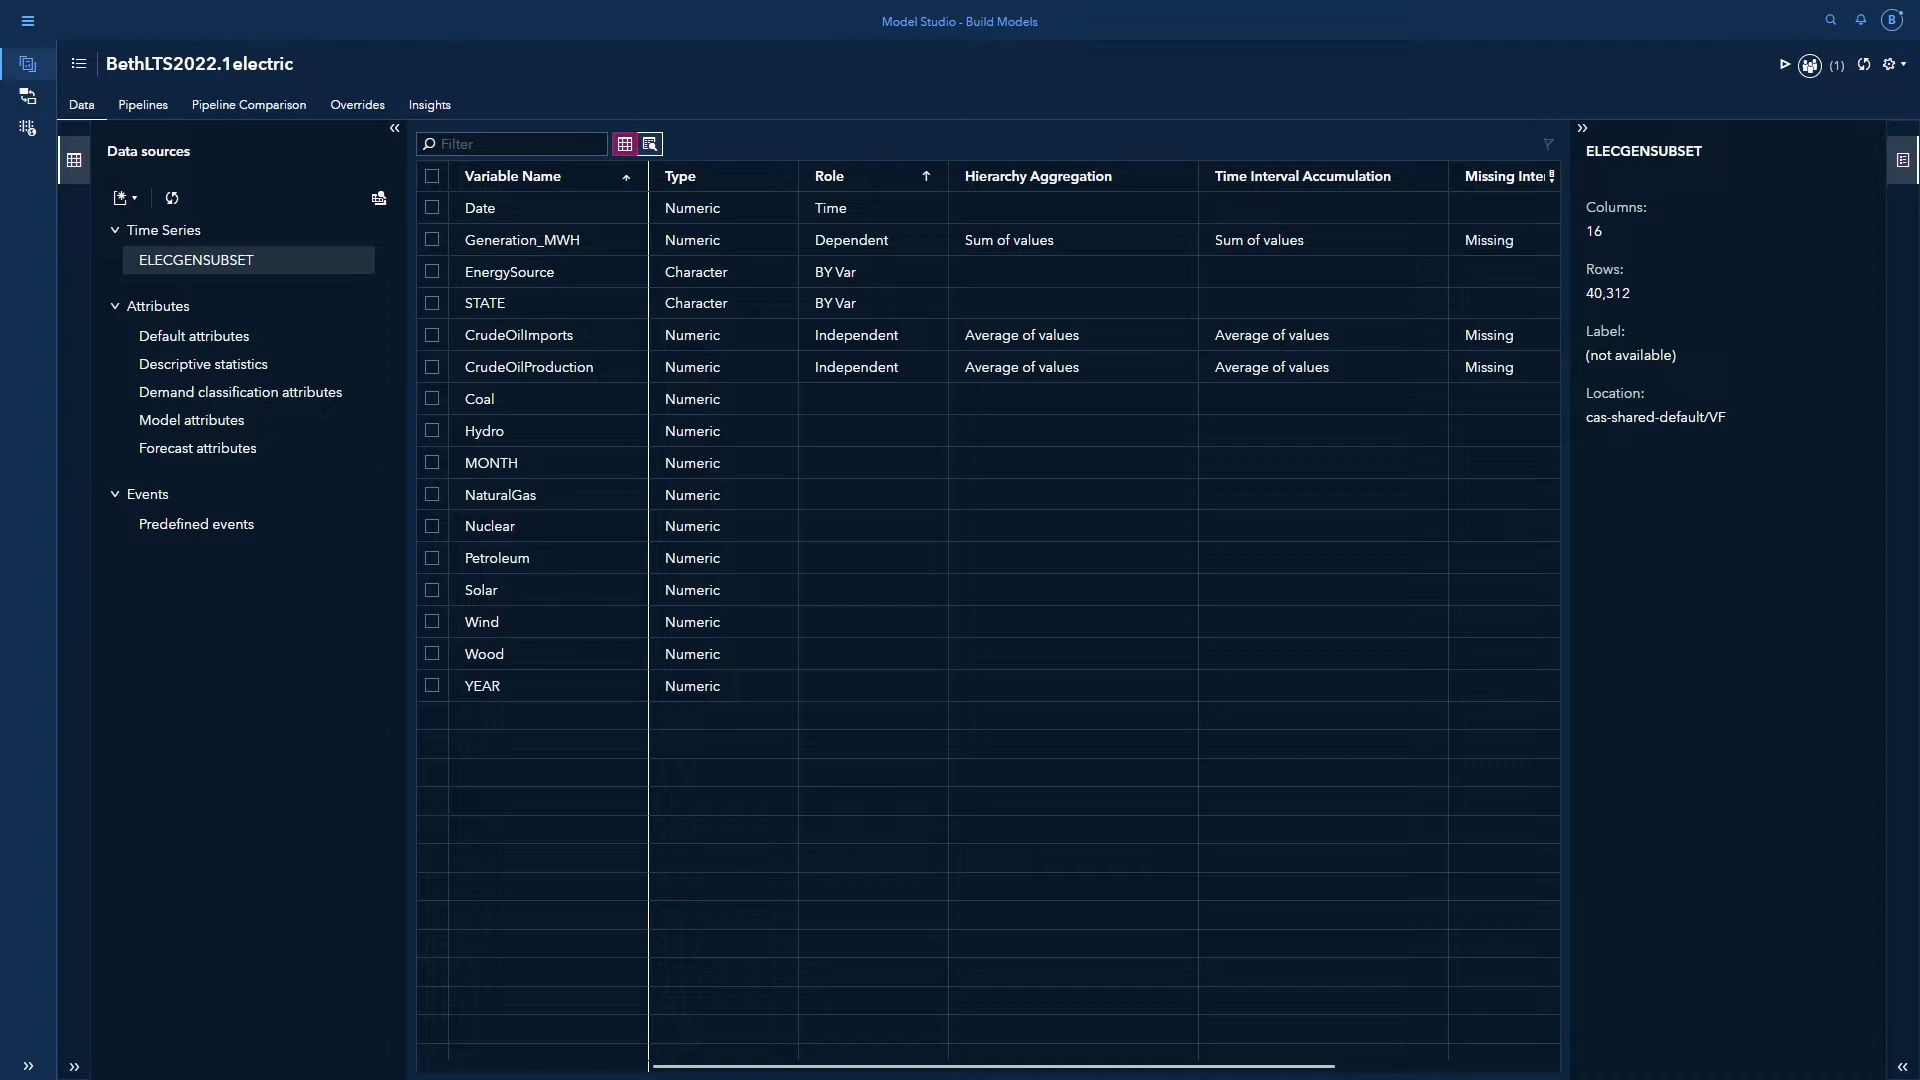 Model Studio - Build Models
B
BethLTS2022.1electric
(1)
Data Pipelines Pipeline Comparison Overrides Insights
Data sources
Time Series
ELECGENSUBSET
Attributes
Default attributes
Descriptive statistics
Demand classification attributes
Model attributes
Forecast attributes
Events
Predefined events
Filter
Variable Name Type Role Hierarchy Aggregation Time Interval Accumulation Missing Inte
Date Numeric Time
Generation_MWH Numeric Dependent Sum of values Sum of values Missing
EnergySource Character BY Var
STATE Character BY Var
CrudeOilImports Numeric Independent Average of values Average of values Missing
CrudeOilProduction Numeric Independent Average of values Average of values Missing
Coal Numeric
Hydro Numeric
MONTH Numeric
NaturalGas Numeric
Nuclear Numeric
Petroleum Numeric
Solar Numeric
Wind Numeric
Wood Numeric
YEAR Numeric
ELECGENSUBSET
Columns:
16
Rows:
40,312
Label:
(not available)
Location:
cas-shared-default/VF